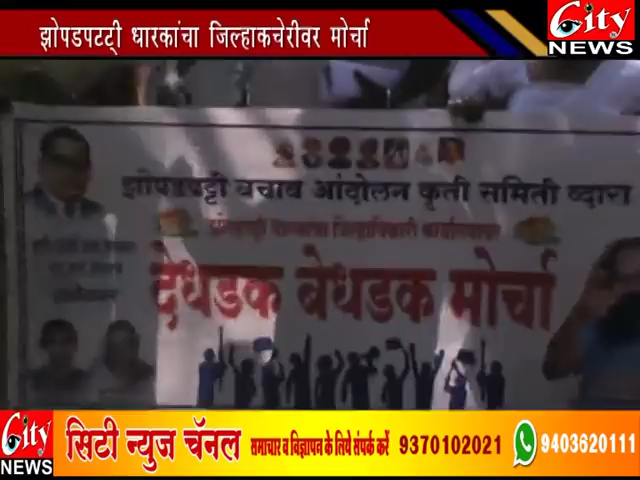 झोपडपटट्टी धारकांचा जिल्हाकचेरीवर मोर्चा
City
NEWS
झोपडपट्टी बचाव आंदोलन कृती समिती व्दारा
देधडक बेधडक मोर्चा
City
NEWS
सिटी न्युज चॅनल
समाचार व विज्ञापन के लिये संपर्क करें
9370102021
9403620111